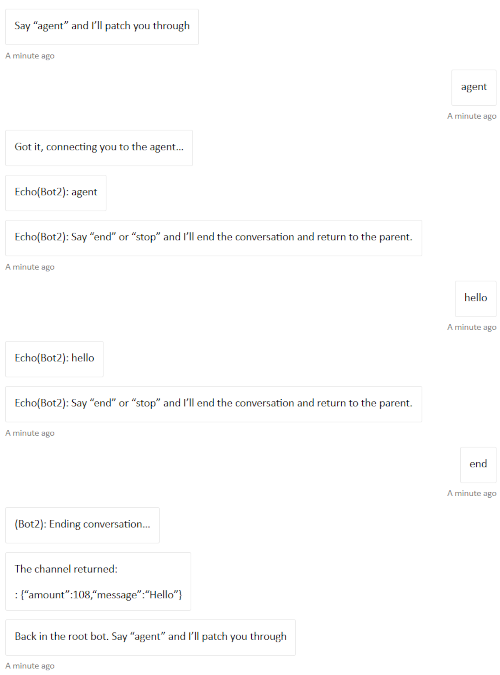 Say “agent” and I’ll patch you through
A minute ago
agent
A minute ago
Got it, connecting you to the agent...
Echo(Bot2): agent
Echo(Bot2): Say “end” or “stop” and I’ll end the conversation and return to the parent.
A minute ago
hello
A minute ago
Echo(Bot2): hello
Echo(Bot2): Say “end” or “stop” and I’ll end the conversation and return to the parent.
A minute ago
end
A minute ago
(Bot2): Ending conversation...
The channel returned:
: {“amount”:108,“message”:“Hello”}
Back in the root bot. Say “agent” and I’ll patch you through
A minute ago